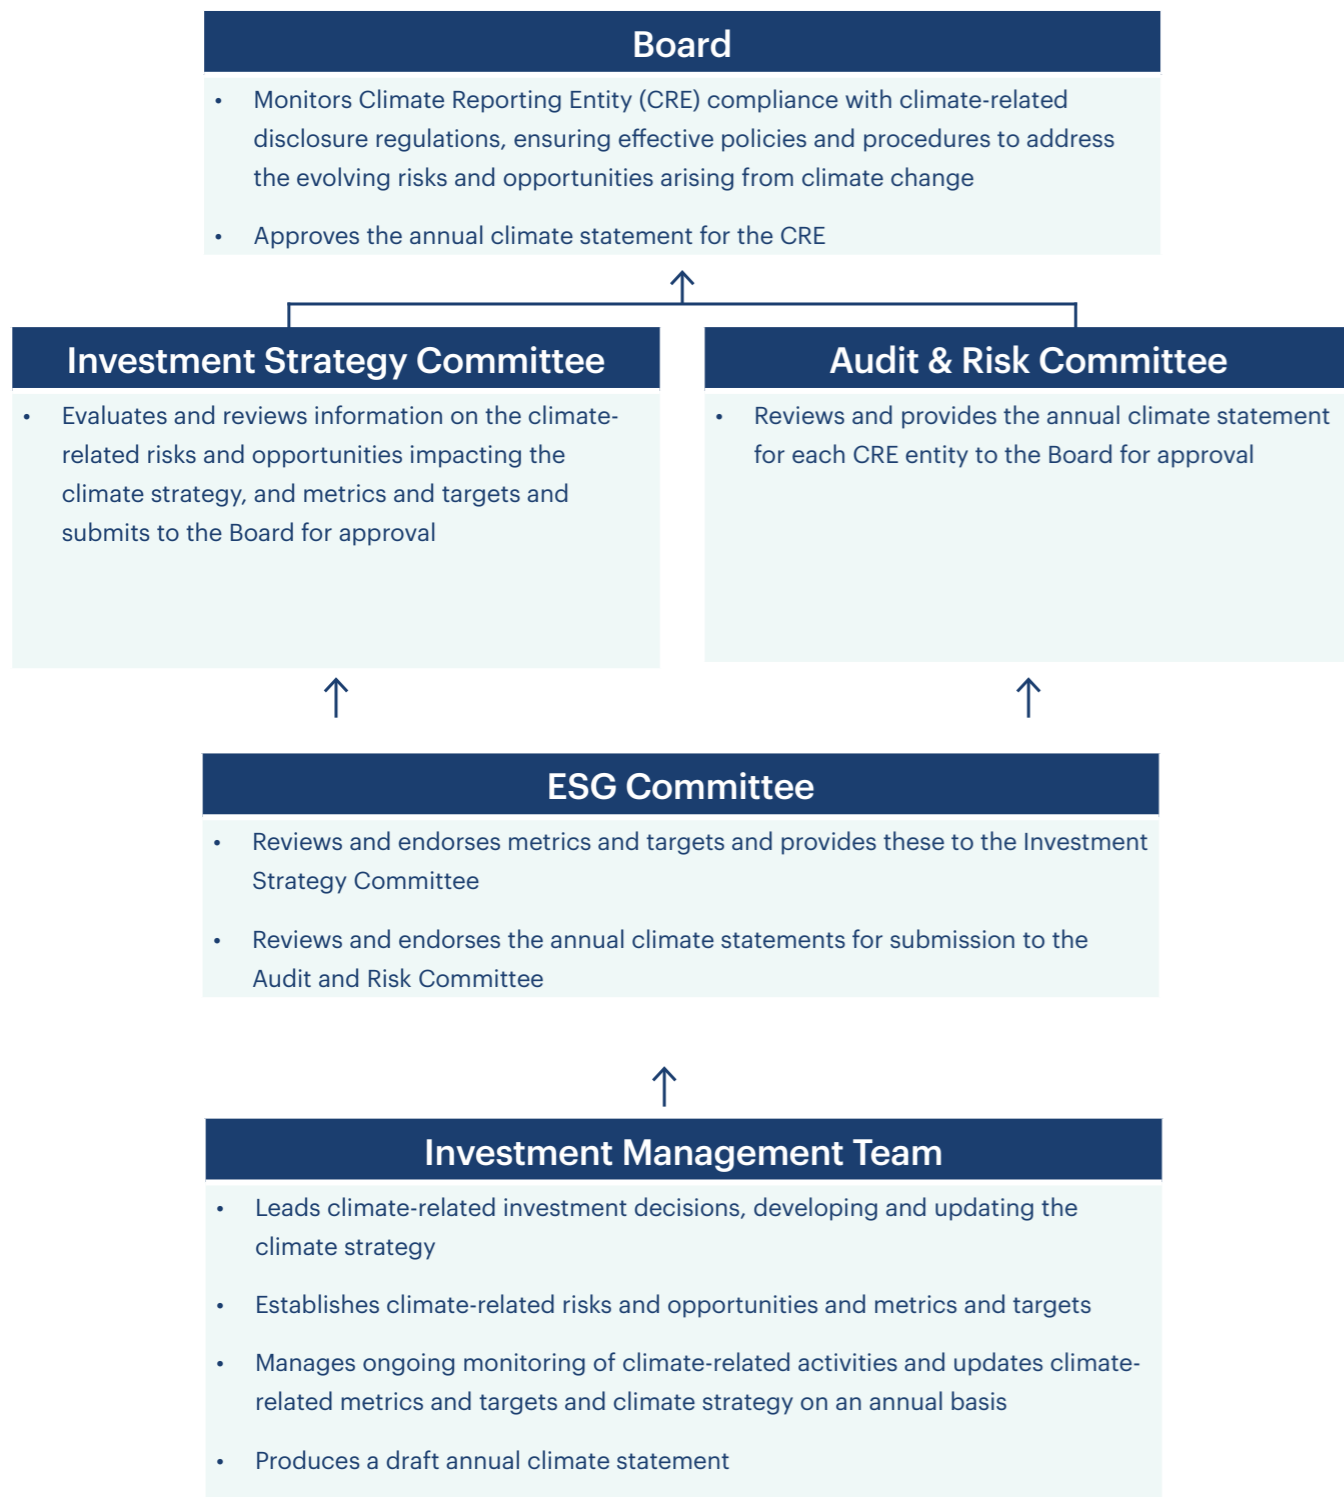 Board
• Monitors Climate Reporting Entity (CRE) compliance with climate-related
disclosure regulations, ensuring effective policies and procedures to address
the evolving risks and opportunities arising from climate change
• Approves the annual climate statement for the CRE
Investment Strategy Committee
• Evaluates and reviews information on the climate-
related risks and opportunities impacting the
climate strategy, and metrics and targets and
submits to the Board for approval
Audit & Risk Committee
• Reviews and provides the annual climate statement
for each CRE entity to the Board for approval
ESG Committee
• Reviews and endorses metrics and targets and provides these to the Investment
Strategy Committee
• Reviews and endorses the annual climate statements for submission to the
Audit and Risk Committee
Investment Management Team
• Leads climate-related investment decisions, developing and updating the
climate strategy
• Establishes climate-related risks and opportunities and metrics and targets
• Manages ongoing monitoring of climate-related activities and updates climate-
related metrics and targets and climate strategy on an annual basis
• Produces a draft annual climate statement